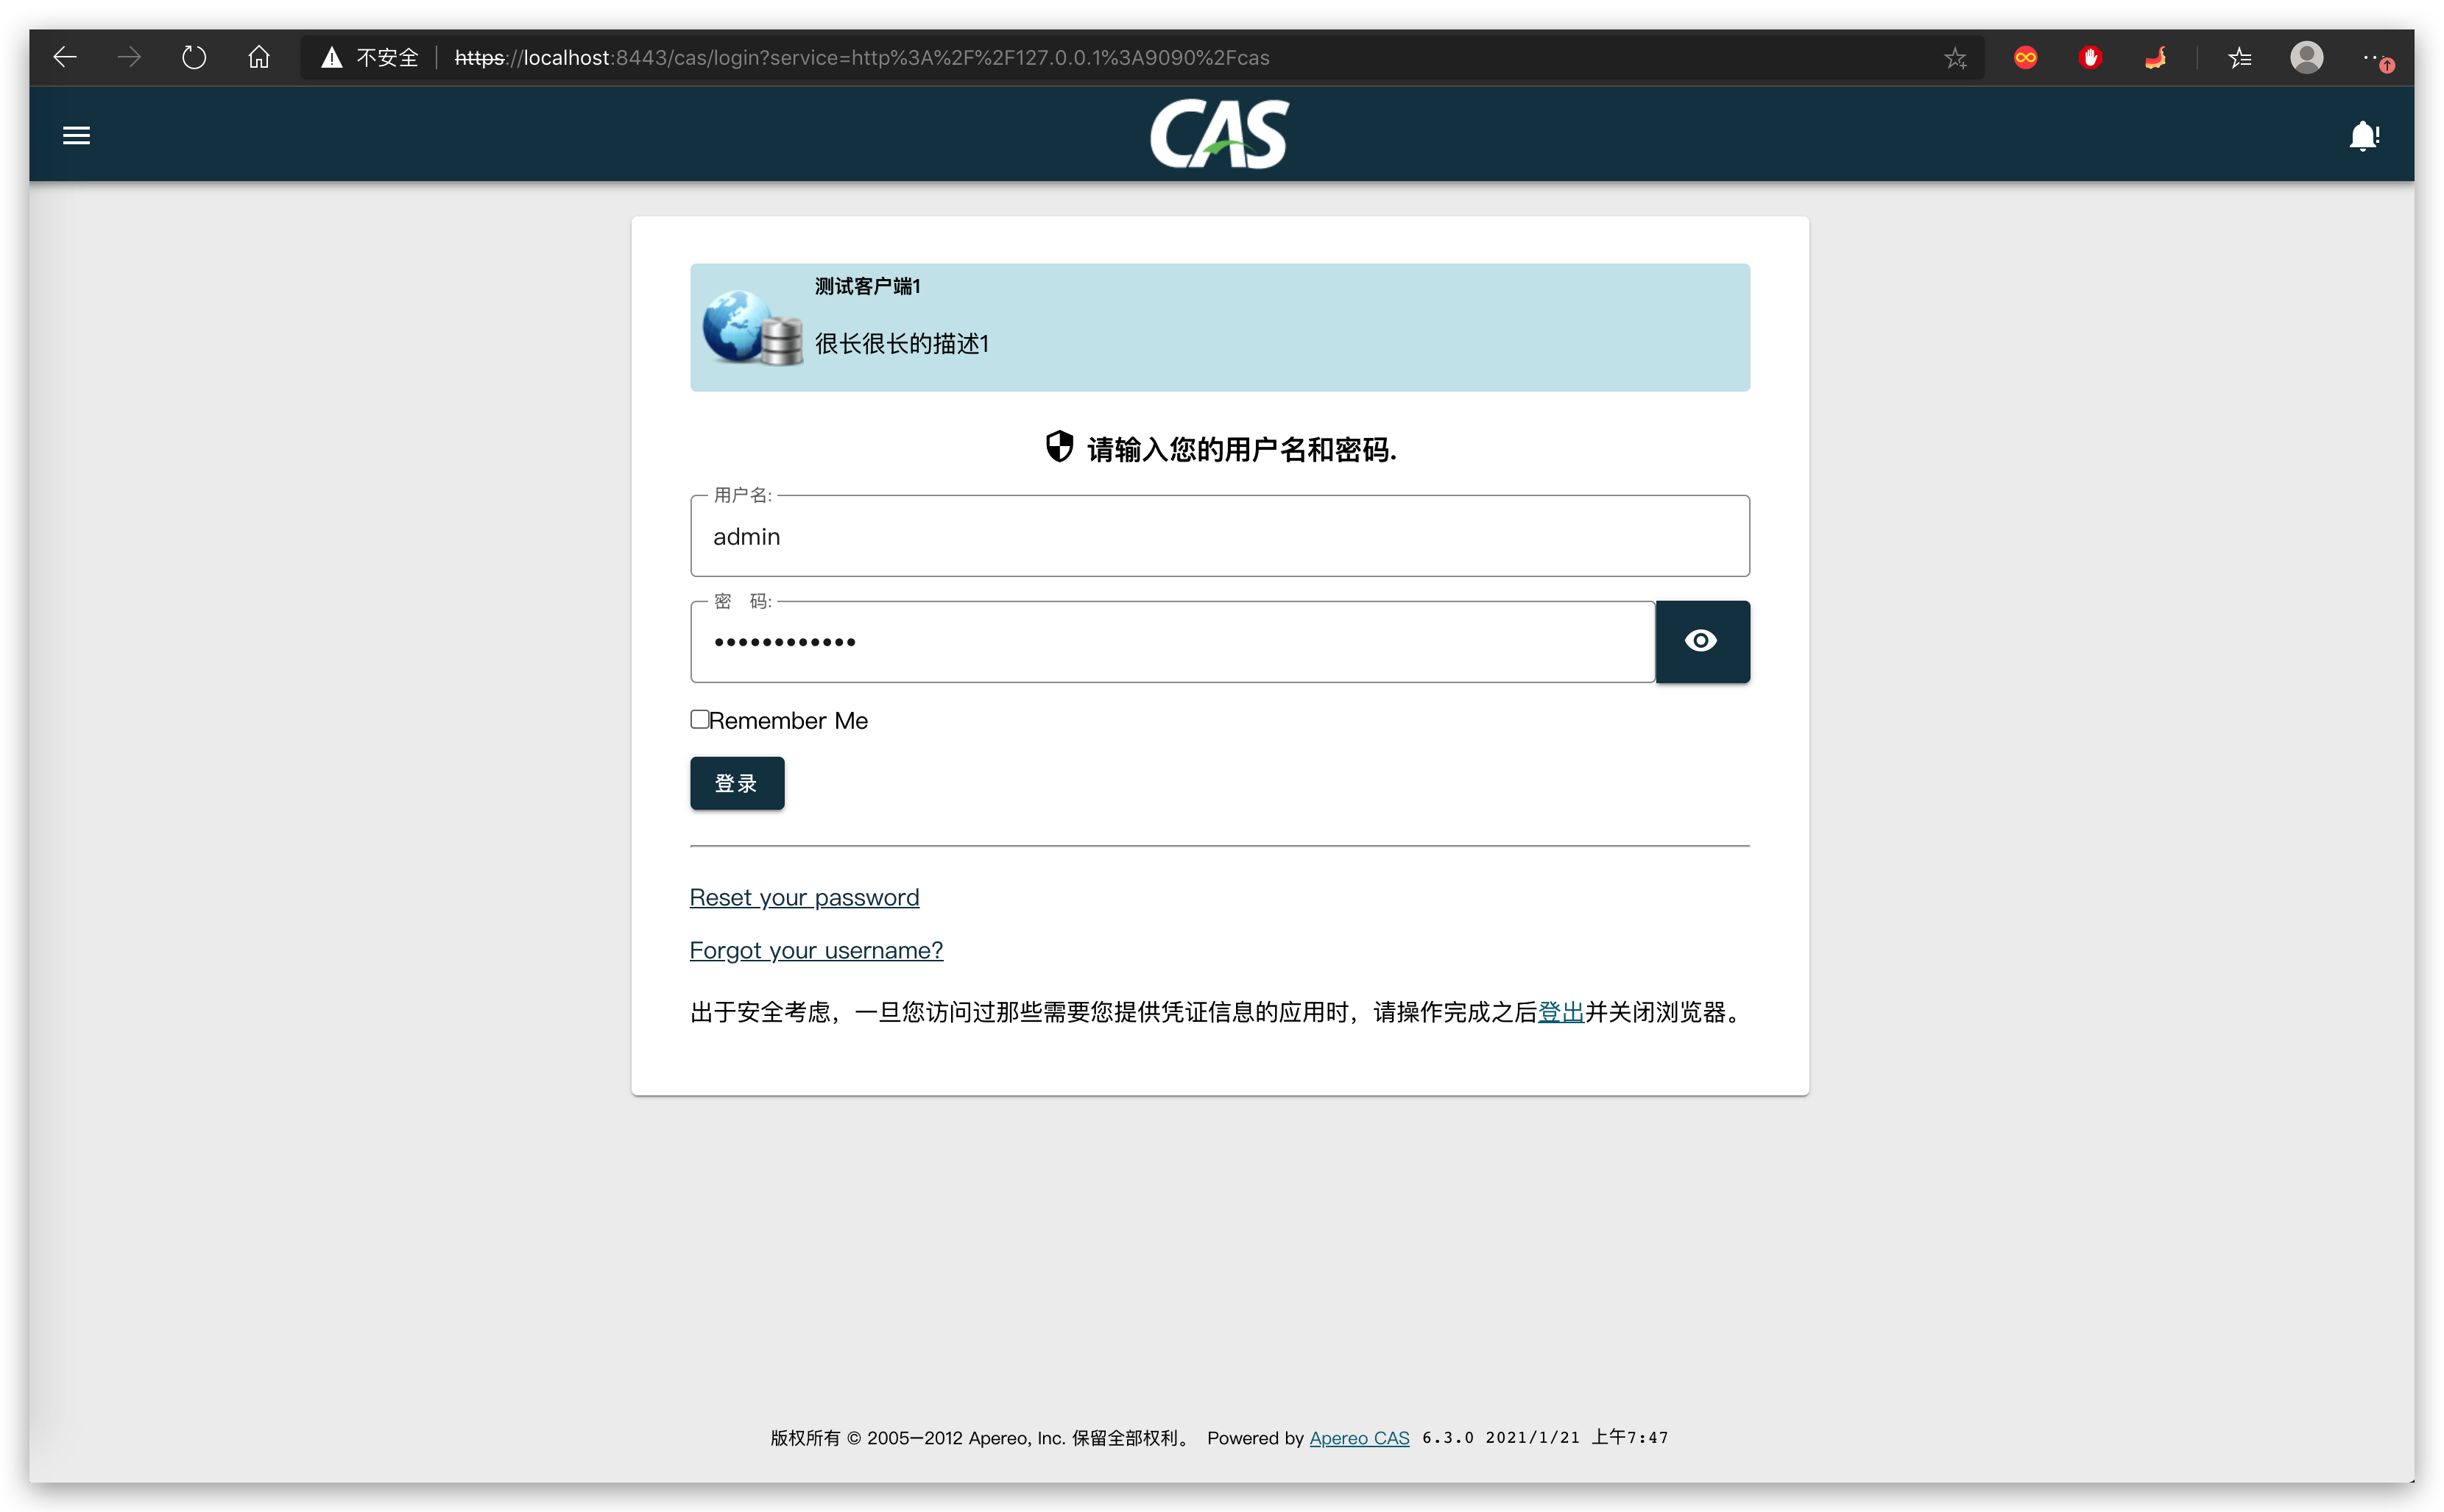 不安全 https://localhost:8443/cas/login?service=http%3A%2F%2F127.0.0.1%3A9090%2Fcas
CAS
测试客户端1
很长很长的描述1
请输入您的用户名和密码.
用户名:
admin
密 码:
••••••••••••
Remember Me
登录
Reset your password
Forgot your username?
出于安全考虑，一旦您访问过那些需要您提供凭证信息的应用时，请操作完成之后登出并关闭浏览器。
版权所有 © 2005—2012 Apereo, Inc. 保留全部权利。 Powered by Apereo CAS 6.3.0 2021/1/21 上午7:47